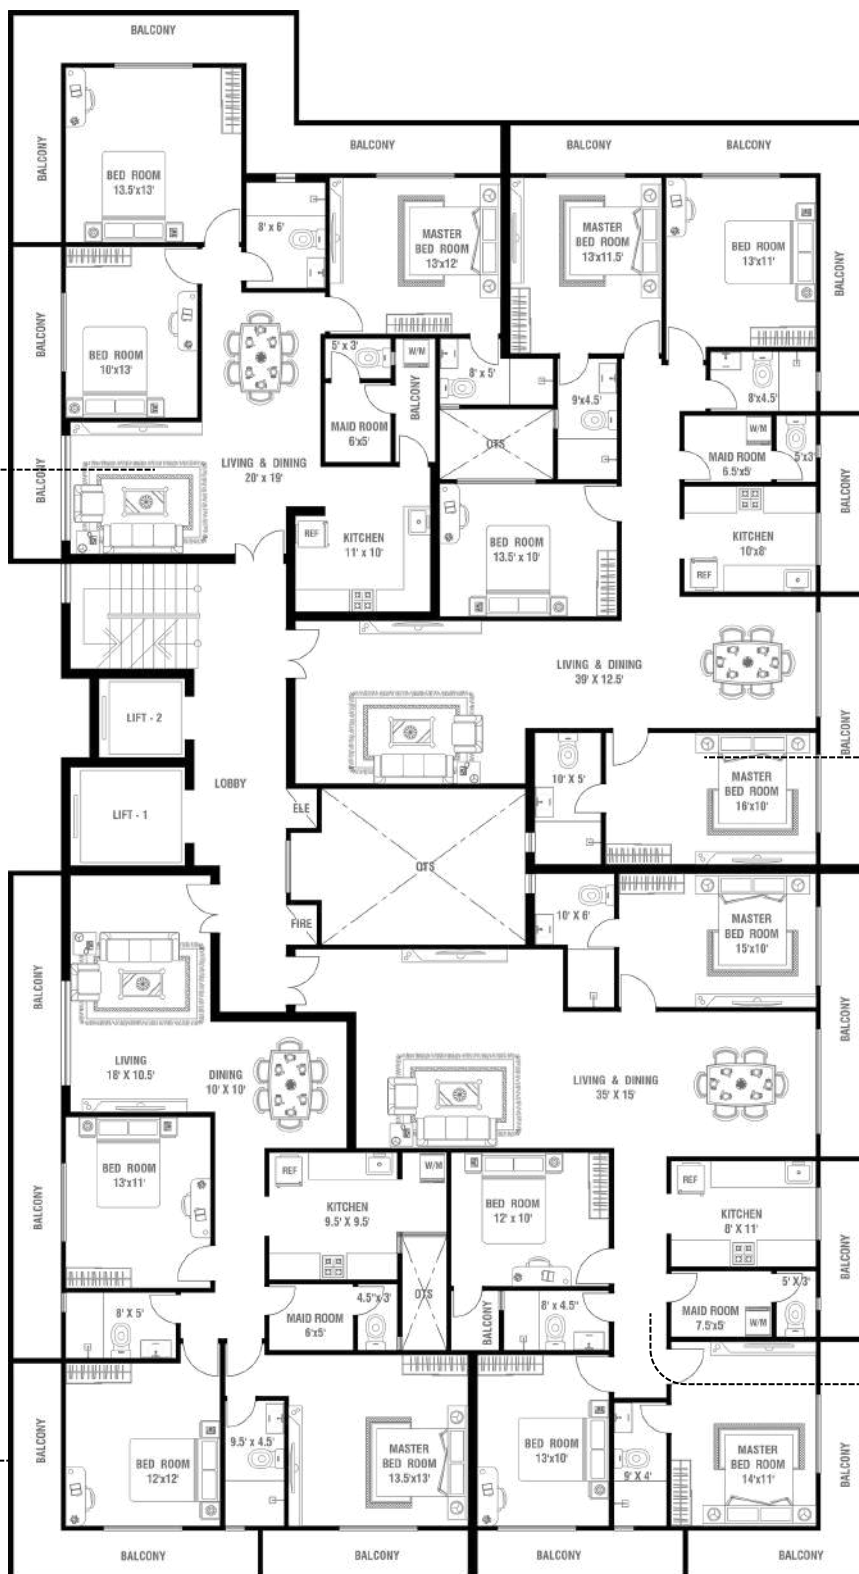 BALCONY
BALCONY
BED ROOM
13.5'x13'
BALCONY
BALCONY
BALCONY
8' x 6'
MASTER
BED ROOM
13'x12'
MASTER
BED ROOM
13'x11.5'
BED ROOM
13'x11'
BALCONY
BALCONY
BED ROOM
10'x13'
5' x 3'
W/M
BALCONY
8' x 5'
9'x4.5'
8'x4.5'
MAID ROOM
6'x5'
OTS
W/M
MAID ROOM
6.5'x5'
5'x3'
BALCONY
LIVING & DINING
20' x 19'
BALCONY
REF
KITCHEN
11' x 10'
BED ROOM
13.5' x 10'
KITCHEN
10'x8'
REF
LIVING & DINING
39' X 12.5'
BALCONY
LIFT - 2
LOBBY
LIFT - 1
ELE
OTS
FIRE
10' X 5'
MASTER
BED ROOM
16'x10'
10' X 6'
MASTER
BED ROOM
15'x10'
BALCONY
LIVING
18' X 10.5'
DINING
10' X 10'
LIVING & DINING
35' X 15'
BALCONY
BED ROOM
13'x11'
BALCONY
REF
KITCHEN
9.5' X 9.5'
W/M
BED ROOM
12' x 10'
REF
KITCHEN
8' X 11'
BALCONY
8' X 5'
MAID ROOM
6'x5'
4.5"x 3'
OTS
BALCONY
8' x 4.5"
MAID ROOM
7.5'x5'
W/M
5' X 3'
BALCONY
BED ROOM
12'x12'
9.5' x 4.5'
MASTER
BED ROOM
13.5'x13'
BED ROOM
13'x10'
9' X 4'
MASTER
BED ROOM
14'x11'
BALCONY
BALCONY
BALCONY
BALCONY
BALCONY